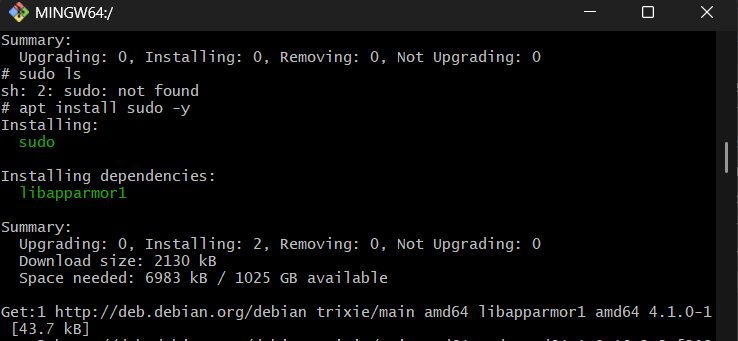 MINGW64:/
Summary:
  Upgrading: 0, Installing: 0, Removing: 0, Not Upgrading: 0
# sudo ls
sh: 2: sudo: not found
# apt install sudo -y
Installing:
  sudo

Installing dependencies:
  libapparmor1

Summary:
  Upgrading: 0, Installing: 2, Removing: 0, Not Upgrading: 0
  Download size: 2130 kB
  Space needed: 6983 kB / 1025 GB available

Get:1 http://deb.debian.org/debian trixie/main amd64 libapparmor1 amd64 4.1.0-1
 [43.7 kB]